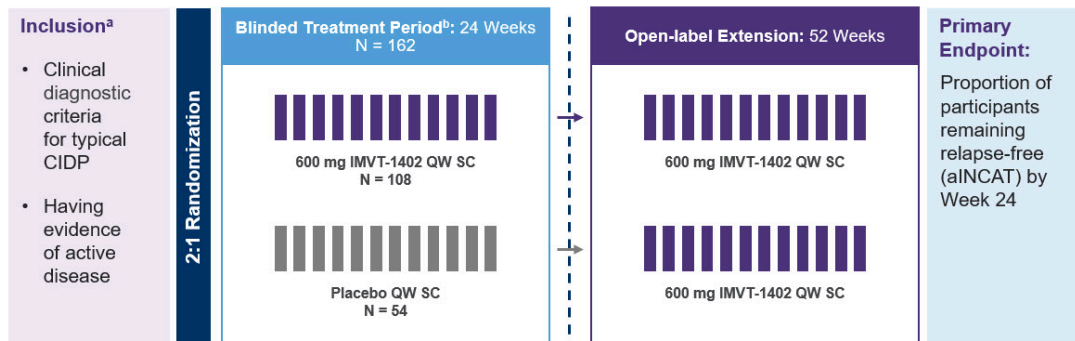 Inclusionᵃ
• Clinical
diagnostic
criteria
for typical
CIDP
• Having
evidence
of active
disease
2:1 Randomization
Blinded Treatment Periodᵇ: 24 Weeks
N = 162
600 mg IMVT-1402 QW SC
N = 108
Placebo QW SC
N = 54
Open-label Extension: 52 Weeks
600 mg IMVT-1402 QW SC
600 mg IMVT-1402 QW SC
Primary
Endpoint:
Proportion of
participants
remaining
relapse-free
(aINCAT) by
Week 24